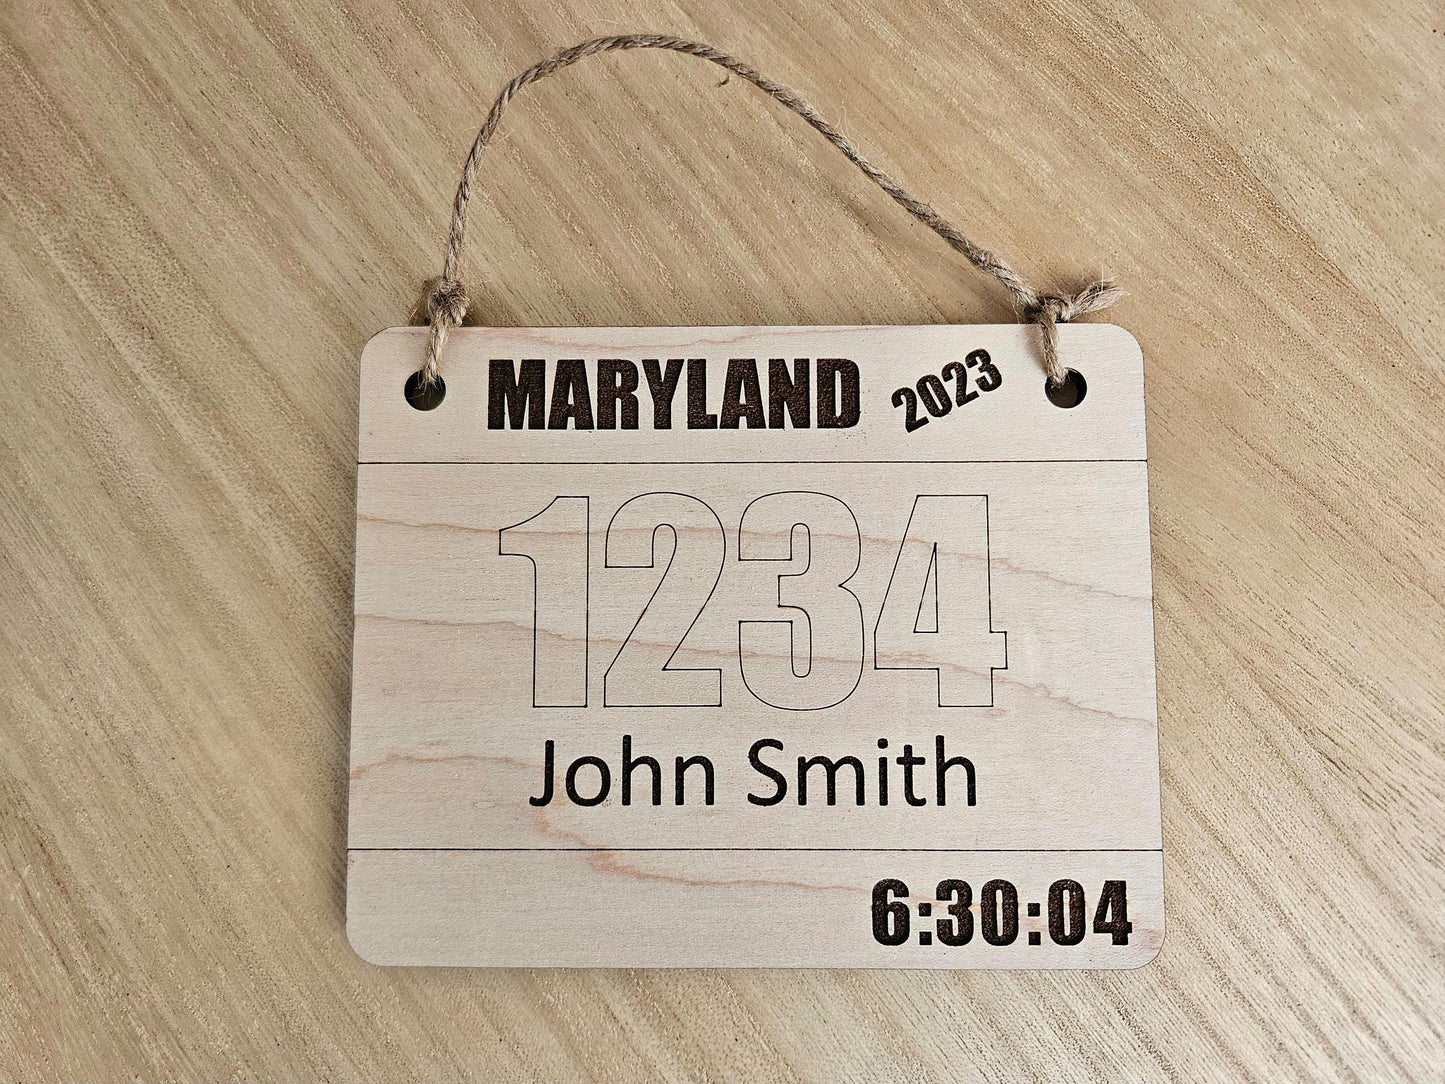 MARYLAND 2023
1234
John Smith
6:30:04